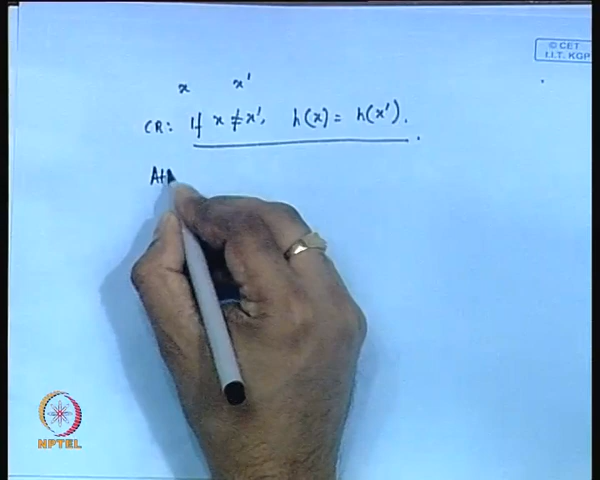 © CET
I.I.T. KGP
x x'
CR: If x ≠ x', h(x) = h(x').
NPTEL